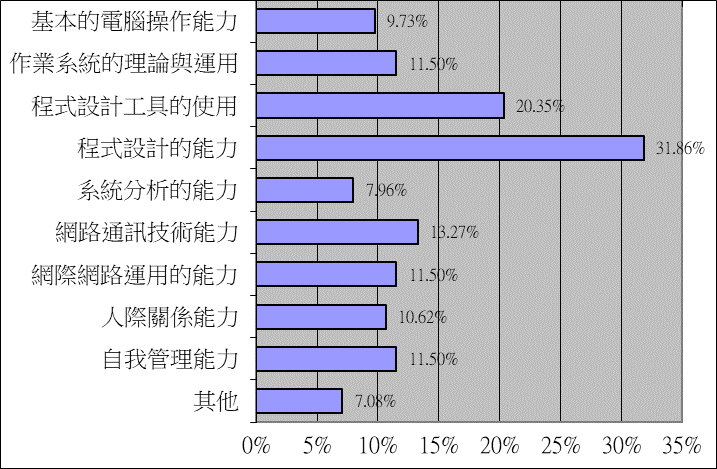 基本的電腦操作能力 9.73%
作業系統的理論與運用 11.50%
程式設計工具的使用 20.35%
程式設計的能力 31.86%
系統分析的能力 7.96%
網路通訊技術能力 13.27%
網際網路運用的能力 11.50%
人際關係能力 10.62%
自我管理能力 11.50%
其他 7.08%
0% 5% 10% 15% 20% 25% 30% 35%